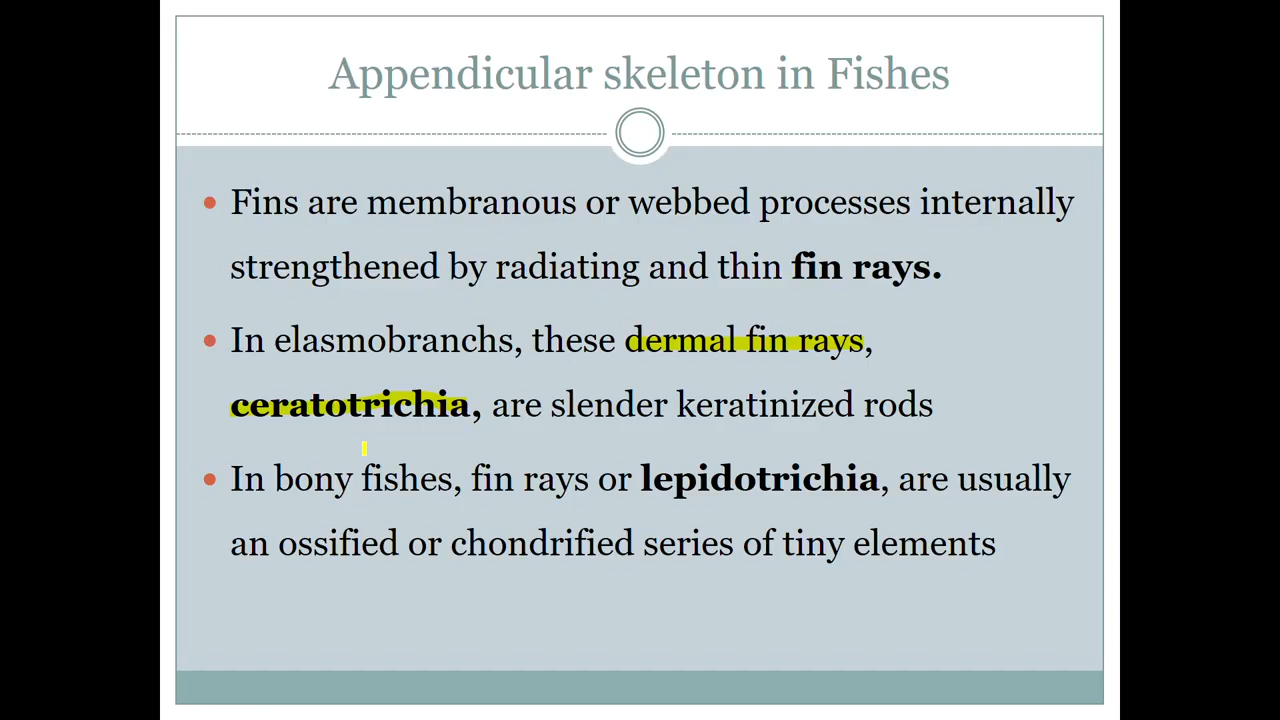 Appendicular skeleton in Fishes
• Fins are membranous or webbed processes internally
strengthened by radiating and thin fin rays.
• In elasmobranchs, these dermal fin rays,
ceratotrichia, are slender keratinized rods
• In bony fishes, fin rays or lepidotrichia, are usually
an ossified or chondrified series of tiny elements